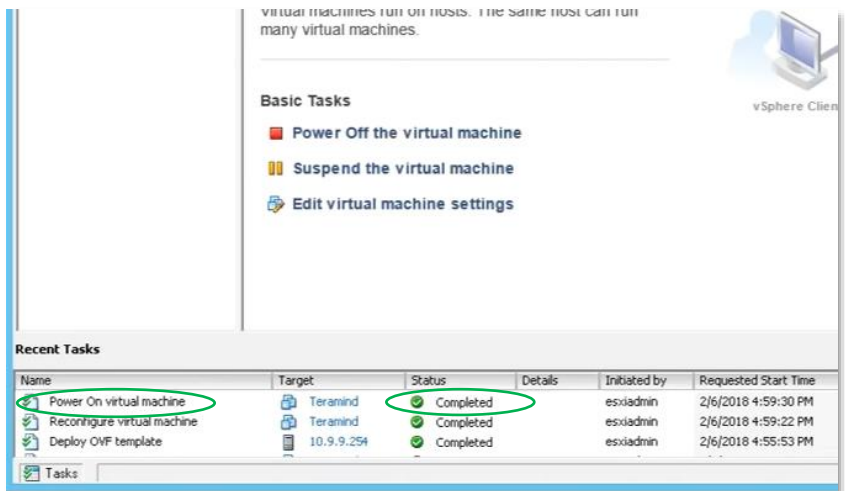 virtual machines run on hosts. The same host can run
many virtual machines.
Basic Tasks
Power Off the virtual machine
Suspend the virtual machine
Edit virtual machine settings
vSphere Clien
Recent Tasks
Name Target Status Details Initiated by Requested Start Time
Power On virtual machine Teramind Completed esxiadmin 2/6/2018 4:59:30 PM
Reconfigure virtual machine Teramind Completed esxiadmin 2/6/2018 4:59:22 PM
Deploy OVF template 10.9.9.254 Completed esxiadmin 2/6/2018 4:55:53 PM
Tasks